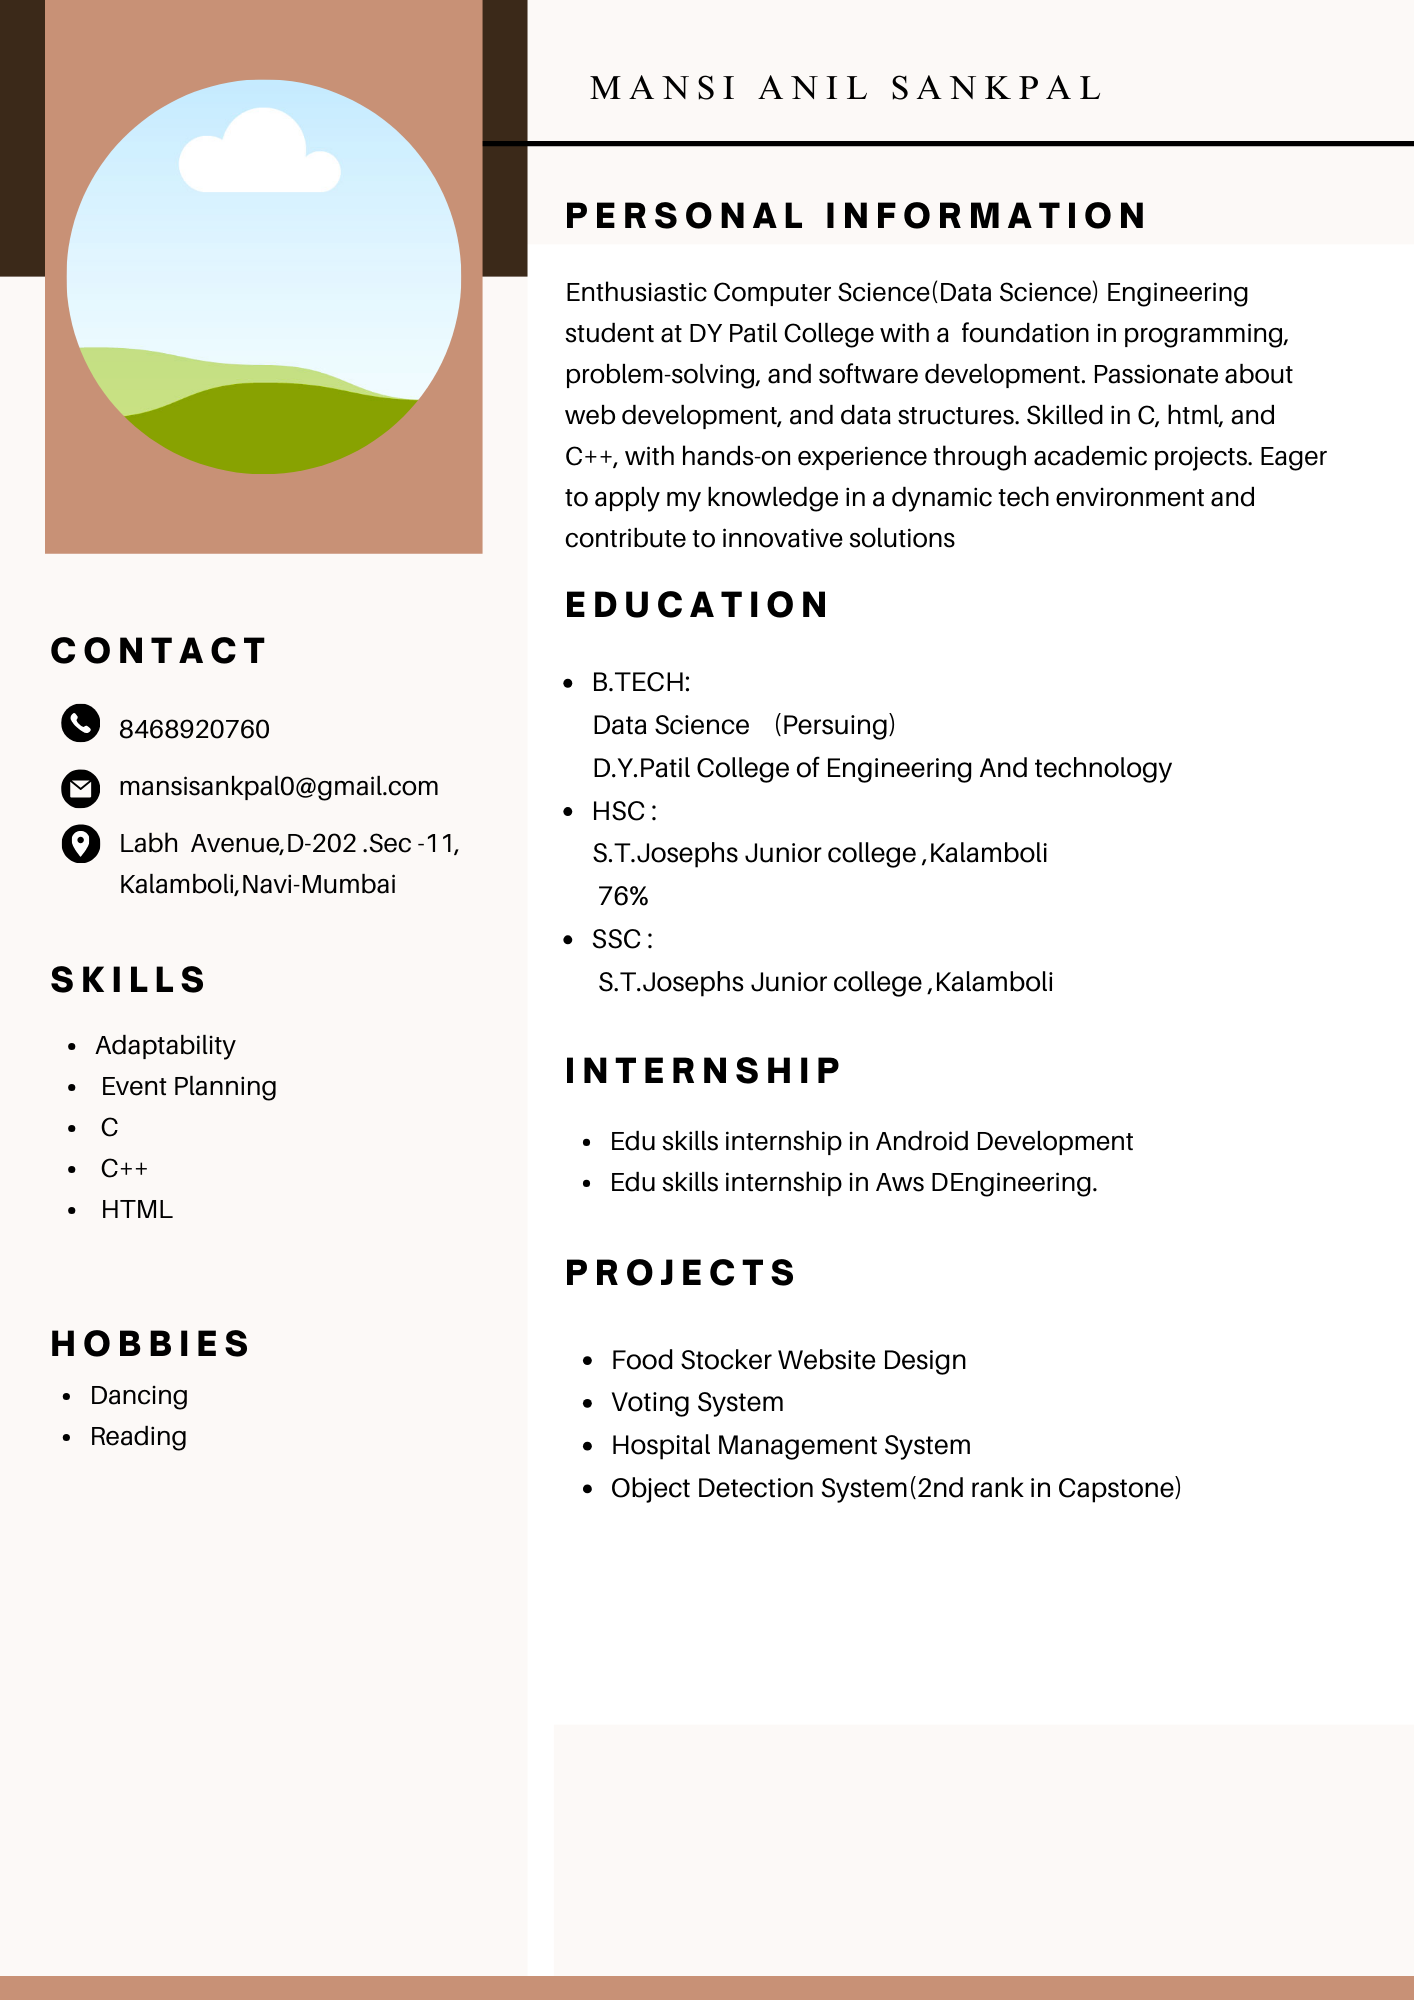 MANSI ANIL SANKPAL
PERSONAL INFORMATION
Enthusiastic Computer Science(Data Science) Engineering
student at DY Patil College with a  foundation in programming,
problem-solving, and software development. Passionate about
web development, and data structures. Skilled in C, html, and
C++, with hands-on experience through academic projects. Eager
to apply my knowledge in a dynamic tech environment and
contribute to innovative solutions
EDUCATION
• B.TECH:
Data Science    (Persuing)
D.Y.Patil College of Engineering And technology
• HSC :
S.T.Josephs Junior college ,Kalamboli
76%
• SSC :
S.T.Josephs Junior college ,Kalamboli
INTERNSHIP
• Edu skills internship in Android Development
• Edu skills internship in Aws DEngineering.
PROJECTS
• Food Stocker Website Design
• Voting System
• Hospital Management System
• Object Detection System(2nd rank in Capstone)
CONTACT
8468920760
mansisankpal0@gmail.com
Labh  Avenue,D-202 .Sec -11,
Kalamboli,Navi-Mumbai
SKILLS
• Adaptability
• Event Planning
• C
• C++
• HTML
HOBBIES
• Dancing
• Reading